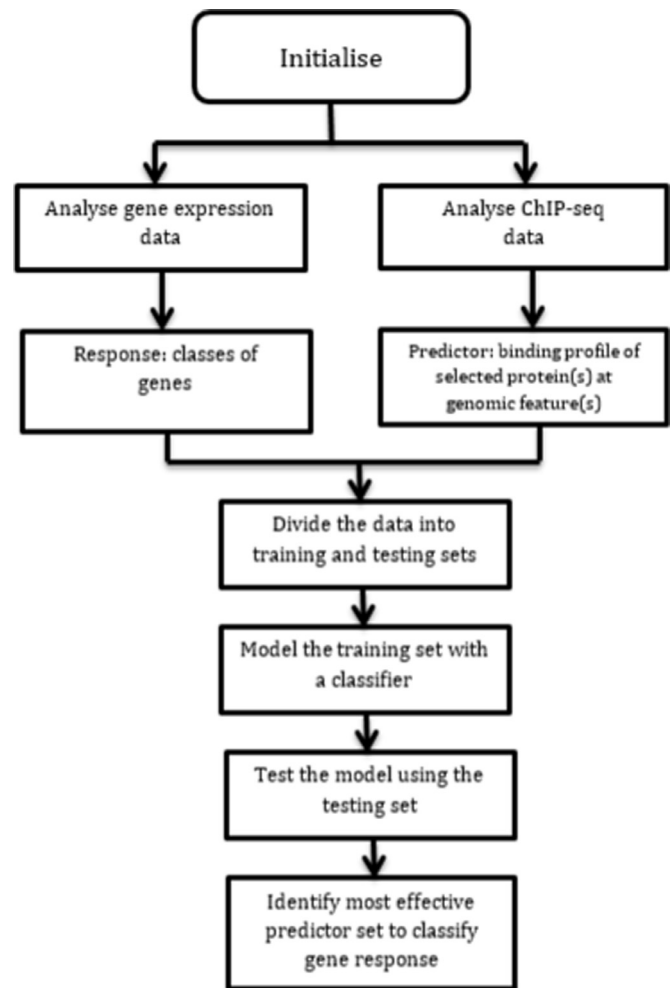 Initialise
Analyse gene expression
data
Analyse ChIP-seq
data
Response: classes of
genes
Predictor: binding profile of
selected protein(s) at
genomic feature(s)
Divide the data into
training and testing sets
Model the training set with
a classifier
Test the model using the
testing set
Identify most effective
predictor set to classify
gene response